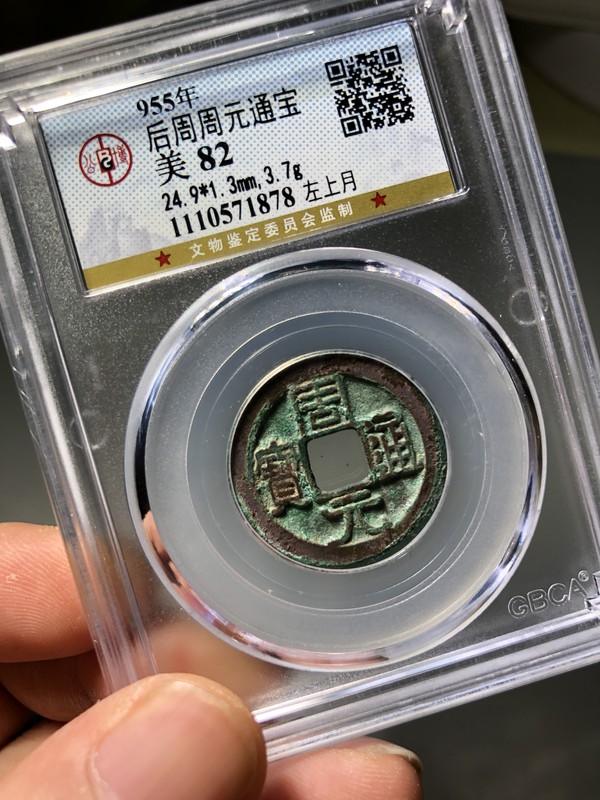 955年
后周周元通宝
美 82
24.9*1.3mm,3.7g
1110571878 左上月
★ 文物鉴定委员会监制 ★
周元通寶
GBCA®